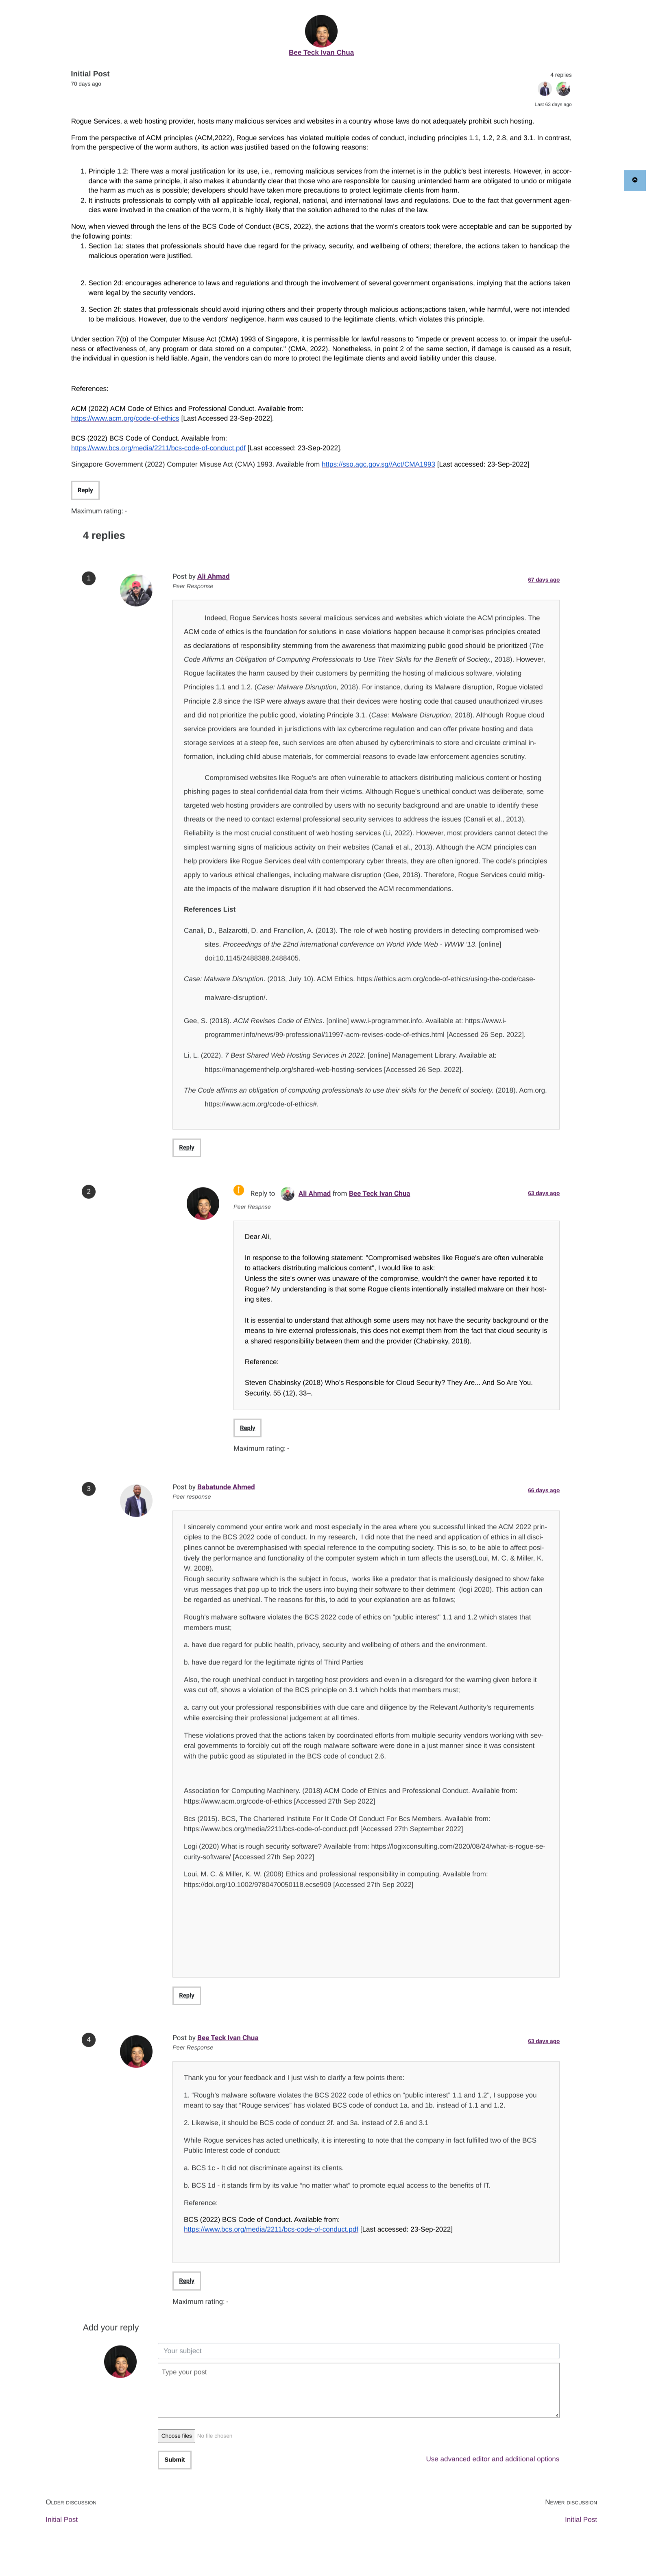 Bee Teck Ivan Chua
Initial Post
70 days ago
4 replies
Last 63 days ago
Rogue Services, a web hosting provider, hosts many malicious services and websites in a country whose laws do not adequately prohibit such hosting.
From the perspective of ACM principles (ACM,2022), Rogue services has violated multiple codes of conduct, including principles 1.1, 1.2, 2.8, and 3.1. In contrast,
from the perspective of the worm authors, its action was justified based on the following reasons:
1. Principle 1.2: There was a moral justification for its use, i.e., removing malicious services from the internet is in the public's best interests. However, in accor-
dance with the same principle, it also makes it abundantly clear that those who are responsible for causing unintended harm are obligated to undo or mitigate
the harm as much as is possible; developers should have taken more precautions to protect legitimate clients from harm.
2. It instructs professionals to comply with all applicable local, regional, national, and international laws and regulations. Due to the fact that government agen-
cies were involved in the creation of the worm, it is highly likely that the solution adhered to the rules of the law.
Now, when viewed through the lens of the BCS Code of Conduct (BCS, 2022), the actions that the worm's creators took were acceptable and can be supported by
the following points:
1. Section 1a: states that professionals should have due regard for the privacy, security, and wellbeing of others; therefore, the actions taken to handicap the
malicious operation were justified.
2. Section 2d: encourages adherence to laws and regulations and through the involvement of several government organisations, implying that the actions taken
were legal by the security vendors.
3. Section 2f: states that professionals should avoid injuring others and their property through malicious actions;actions taken, while harmful, were not intended
to be malicious. However, due to the vendors' negligence, harm was caused to the legitimate clients, which violates this principle.
Under section 7(b) of the Computer Misuse Act (CMA) 1993 of Singapore, it is permissible for lawful reasons to "impede or prevent access to, or impair the useful-
ness or effectiveness of, any program or data stored on a computer." (CMA, 2022). Nonetheless, in point 2 of the same section, if damage is caused as a result,
the individual in question is held liable. Again, the vendors can do more to protect the legitimate clients and avoid liability under this clause.
References:
ACM (2022) ACM Code of Ethics and Professional Conduct. Available from:
https://www.acm.org/code-of-ethics [Last Accessed 23-Sep-2022].
BCS (2022) BCS Code of Conduct. Available from:
https://www.bcs.org/media/2211/bcs-code-of-conduct.pdf [Last accessed: 23-Sep-2022].
Singapore Government (2022) Computer Misuse Act (CMA) 1993. Available from https://sso.agc.gov.sg//Act/CMA1993 [Last accessed: 23-Sep-2022]
Reply
Maximum rating: -
4 replies
1
Post by Ali Ahmad
67 days ago
Peer Response
Indeed, Rogue Services hosts several malicious services and websites which violate the ACM principles. The
ACM code of ethics is the foundation for solutions in case violations happen because it comprises principles created
as declarations of responsibility stemming from the awareness that maximizing public good should be prioritized (The
Code Affirms an Obligation of Computing Professionals to Use Their Skills for the Benefit of Society., 2018). However,
Rogue facilitates the harm caused by their customers by permitting the hosting of malicious software, violating
Principles 1.1 and 1.2. (Case: Malware Disruption, 2018). For instance, during its Malware disruption, Rogue violated
Principle 2.8 since the ISP were always aware that their devices were hosting code that caused unauthorized viruses
and did not prioritize the public good, violating Principle 3.1. (Case: Malware Disruption, 2018). Although Rogue cloud
service providers are founded in jurisdictions with lax cybercrime regulation and can offer private hosting and data
storage services at a steep fee, such services are often abused by cybercriminals to store and circulate criminal in-
formation, including child abuse materials, for commercial reasons to evade law enforcement agencies scrutiny.
Compromised websites like Rogue's are often vulnerable to attackers distributing malicious content or hosting
phishing pages to steal confidential data from their victims. Although Rogue's unethical conduct was deliberate, some
targeted web hosting providers are controlled by users with no security background and are unable to identify these
threats or the need to contact external professional security services to address the issues (Canali et al., 2013).
Reliability is the most crucial constituent of web hosting services (Li, 2022). However, most providers cannot detect the
simplest warning signs of malicious activity on their websites (Canali et al., 2013). Although the ACM principles can
help providers like Rogue Services deal with contemporary cyber threats, they are often ignored. The code's principles
apply to various ethical challenges, including malware disruption (Gee, 2018). Therefore, Rogue Services could mitig-
ate the impacts of the malware disruption if it had observed the ACM recommendations.
References List
Canali, D., Balzarotti, D. and Francillon, A. (2013). The role of web hosting providers in detecting compromised web-
sites. Proceedings of the 22nd international conference on World Wide Web - WWW '13. [online]
doi:10.1145/2488388.2488405.
Case: Malware Disruption. (2018, July 10). ACM Ethics. https://ethics.acm.org/code-of-ethics/using-the-code/case-
malware-disruption/.
Gee, S. (2018). ACM Revises Code of Ethics. [online] www.i-programmer.info. Available at: https://www.i-
programmer.info/news/99-professional/11997-acm-revises-code-of-ethics.html [Accessed 26 Sep. 2022].
Li, L. (2022). 7 Best Shared Web Hosting Services in 2022. [online] Management Library. Available at:
https://managementhelp.org/shared-web-hosting-services [Accessed 26 Sep. 2022].
The Code affirms an obligation of computing professionals to use their skills for the benefit of society. (2018). Acm.org.
https://www.acm.org/code-of-ethics#.
Reply
2
Reply to Ali Ahmad from Bee Teck Ivan Chua
63 days ago
Peer Respnse
Dear Ali,
In response to the following statement: "Compromised websites like Rogue's are often vulnerable
to attackers distributing malicious content", I would like to ask:
Unless the site's owner was unaware of the compromise, wouldn't the owner have reported it to
Rogue? My understanding is that some Rogue clients intentionally installed malware on their host-
ing sites.
It is essential to understand that although some users may not have the security background or the
means to hire external professionals, this does not exempt them from the fact that cloud security is
a shared responsibility between them and the provider (Chabinsky, 2018).
Reference:
Steven Chabinsky (2018) Who's Responsible for Cloud Security? They Are... And So Are You.
Security. 55 (12), 33–.
Reply
Maximum rating: -
3
Post by Babatunde Ahmed
66 days ago
Peer response
I sincerely commend your entire work and most especially in the area where you successful linked the ACM 2022 prin-
ciples to the BCS 2022 code of conduct. In my research, I did note that the need and application of ethics in all disci-
plines cannot be overemphasised with special reference to the computing society. This is so, to be able to affect posi-
tively the performance and functionality of the computer system which in turn affects the users(Loui, M. C. & Miller, K.
W. 2008).
Rough security software which is the subject in focus, works like a predator that is maliciously designed to show fake
virus messages that pop up to trick the users into buying their software to their detriment (logi 2020). This action can
be regarded as unethical. The reasons for this, to add to your explanation are as follows;
Rough's malware software violates the BCS 2022 code of ethics on "public interest" 1.1 and 1.2 which states that
members must;
a. have due regard for public health, privacy, security and wellbeing of others and the environment.
b. have due regard for the legitimate rights of Third Parties
Also, the rough unethical conduct in targeting host providers and even in a disregard for the warning given before it
was cut off, shows a violation of the BCS principle on 3.1 which holds that members must;
a. carry out your professional responsibilities with due care and diligence by the Relevant Authority's requirements
while exercising their professional judgement at all times.
These violations proved that the actions taken by coordinated efforts from multiple security vendors working with sev-
eral governments to forcibly cut off the rough malware software were done in a just manner since it was consistent
with the public good as stipulated in the BCS code of conduct 2.6.
Association for Computing Machinery. (2018) ACM Code of Ethics and Professional Conduct. Available from:
https://www.acm.org/code-of-ethics [Accessed 27th Sep 2022]
Bcs (2015). BCS, The Chartered Institute For It Code Of Conduct For Bcs Members. Available from:
https://www.bcs.org/media/2211/bcs-code-of-conduct.pdf [Accessed 27th September 2022]
Logi (2020) What is rough security software? Available from: https://logixconsulting.com/2020/08/24/what-is-rogue-se-
curity-software/ [Accessed 27th Sep 2022]
Loui, M. C. & Miller, K. W. (2008) Ethics and professional responsibility in computing. Available from:
https://doi.org/10.1002/9780470050118.ecse909 [Accessed 27th Sep 2022]
Reply
4
Post by Bee Teck Ivan Chua
63 days ago
Peer Response
Thank you for your feedback and I just wish to clarify a few points there:
1. "Rough's malware software violates the BCS 2022 code of ethics on "public interest" 1.1 and 1.2", I suppose you
meant to say that "Rouge services" has violated BCS code of conduct 1a. and 1b. instead of 1.1 and 1.2.
2. Likewise, it should be BCS code of conduct 2f. and 3a. instead of 2.6 and 3.1
While Rogue services has acted unethically, it is interesting to note that the company in fact fulfilled two of the BCS
Public Interest code of conduct:
a. BCS 1c - It did not discriminate against its clients.
b. BCS 1d - it stands firm by its value "no matter what" to promote equal access to the benefits of IT.
Reference:
BCS (2022) BCS Code of Conduct. Available from:
https://www.bcs.org/media/2211/bcs-code-of-conduct.pdf [Last accessed: 23-Sep-2022]
Reply
Maximum rating: -
Add your reply
Your subject
Type your post
Choose files No file chosen
Submit
Use advanced editor and additional options
Older discussion
Newer discussion
Initial Post
Initial Post